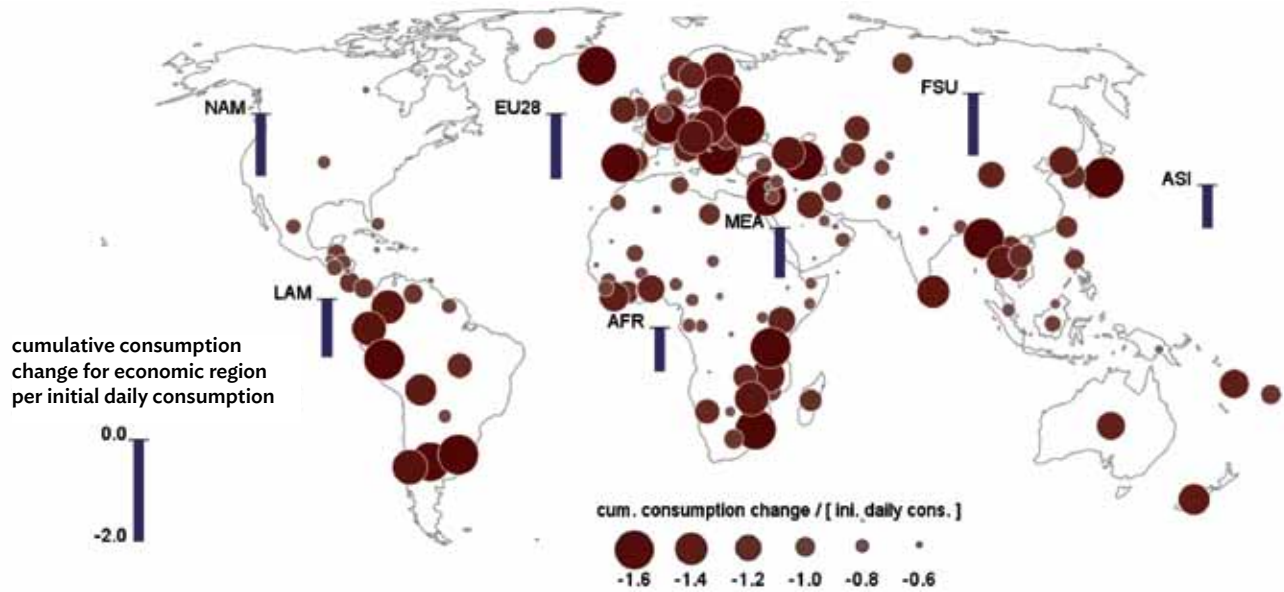 NAM
EU28
FSU
ASI
MEA
LAM
AFR
cumulative consumption
change for economic region
per initial daily consumption
0.0
-2.0
cum. consumption change / [ ini. daily cons. ]
-1.6 -1.4 -1.2 -1.0 -0.8 -0.6